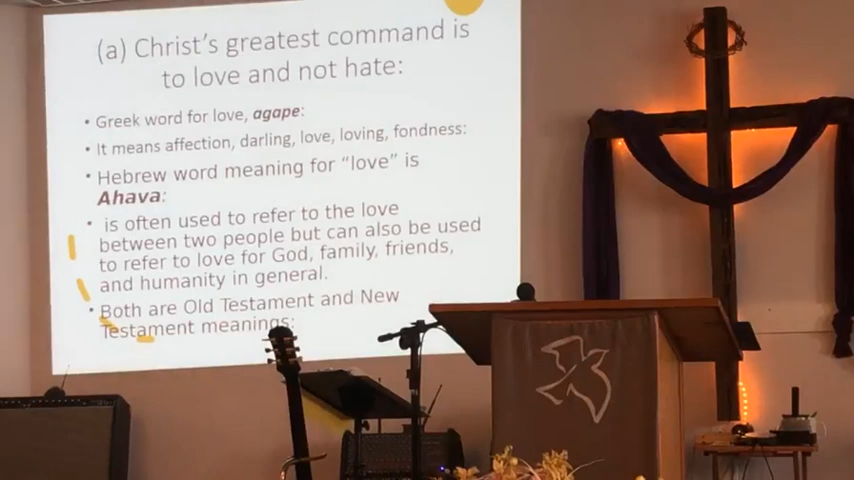 (a) Christ's greatest command is
to love and not hate:
• Greek word for love, agape:
• It means affection, darling, love, loving, fondness:
• Hebrew word meaning for "love" is
Ahava:
• is often used to refer to the love
between two people but can also be used
to refer to love for God, family, friends,
and humanity in general.
• Both are Old Testament and New
Testament meanings: